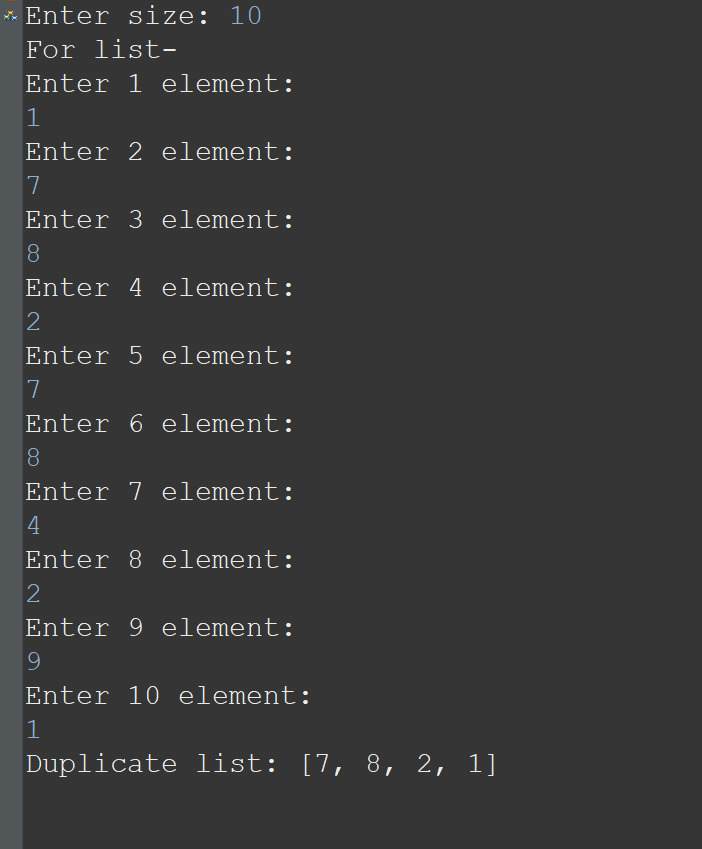 Enter size: 10
For list-
Enter 1 element:
1
Enter 2 element:
7
Enter 3 element:
8
Enter 4 element:
2
Enter 5 element:
7
Enter 6 element:
8
Enter 7 element:
4
Enter 8 element:
2
Enter 9 element:
9
Enter 10 element:
1
Duplicate list: [7, 8, 2, 1]